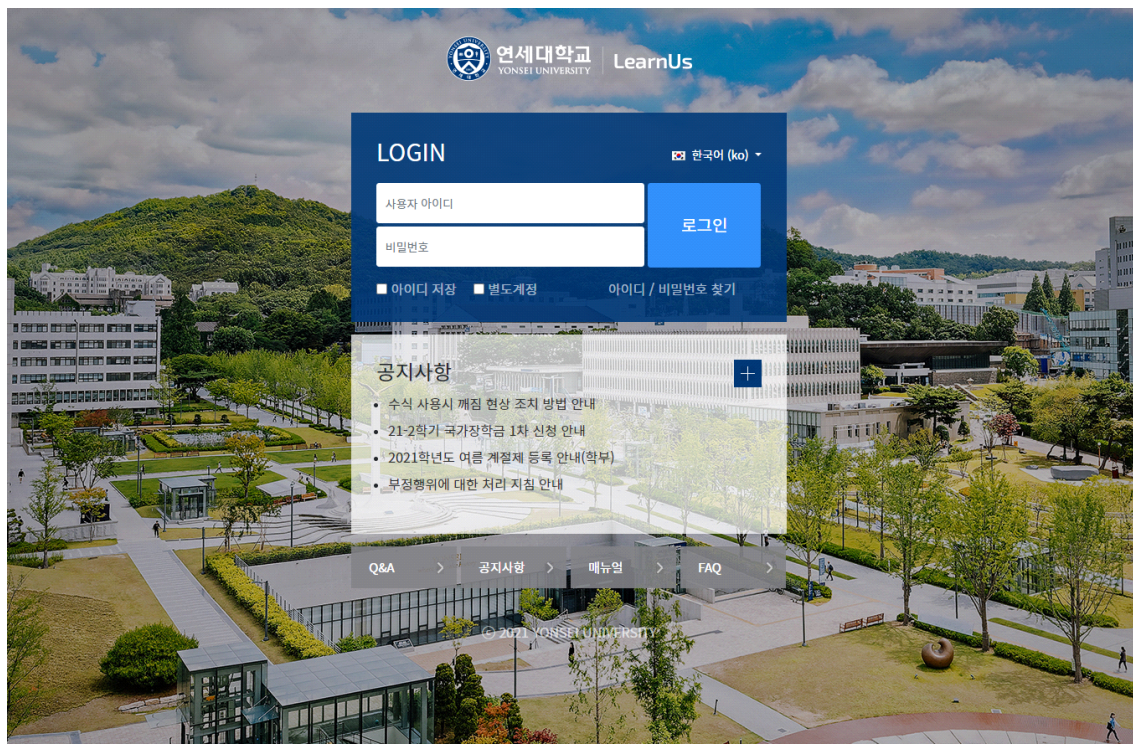 연세대학교
YONSEI UNIVERSITY
LearnUs
LOGIN
한국어 (ko)
사용자 아이디
로그인
비밀번호
아이디 저장
별도계정
아이디 / 비밀번호 찾기
공지사항
수식 사용시 깨짐 현상 조치 방법 안내
21-2학기 국가장학금 1차 신청 안내
2021학년도 여름 계절제 등록 안내(학부)
부정행위에 대한 처리 지침 안내
Q&A
공지사항
매뉴얼
FAQ
© 2021 YONSEI UNIVERSITY.